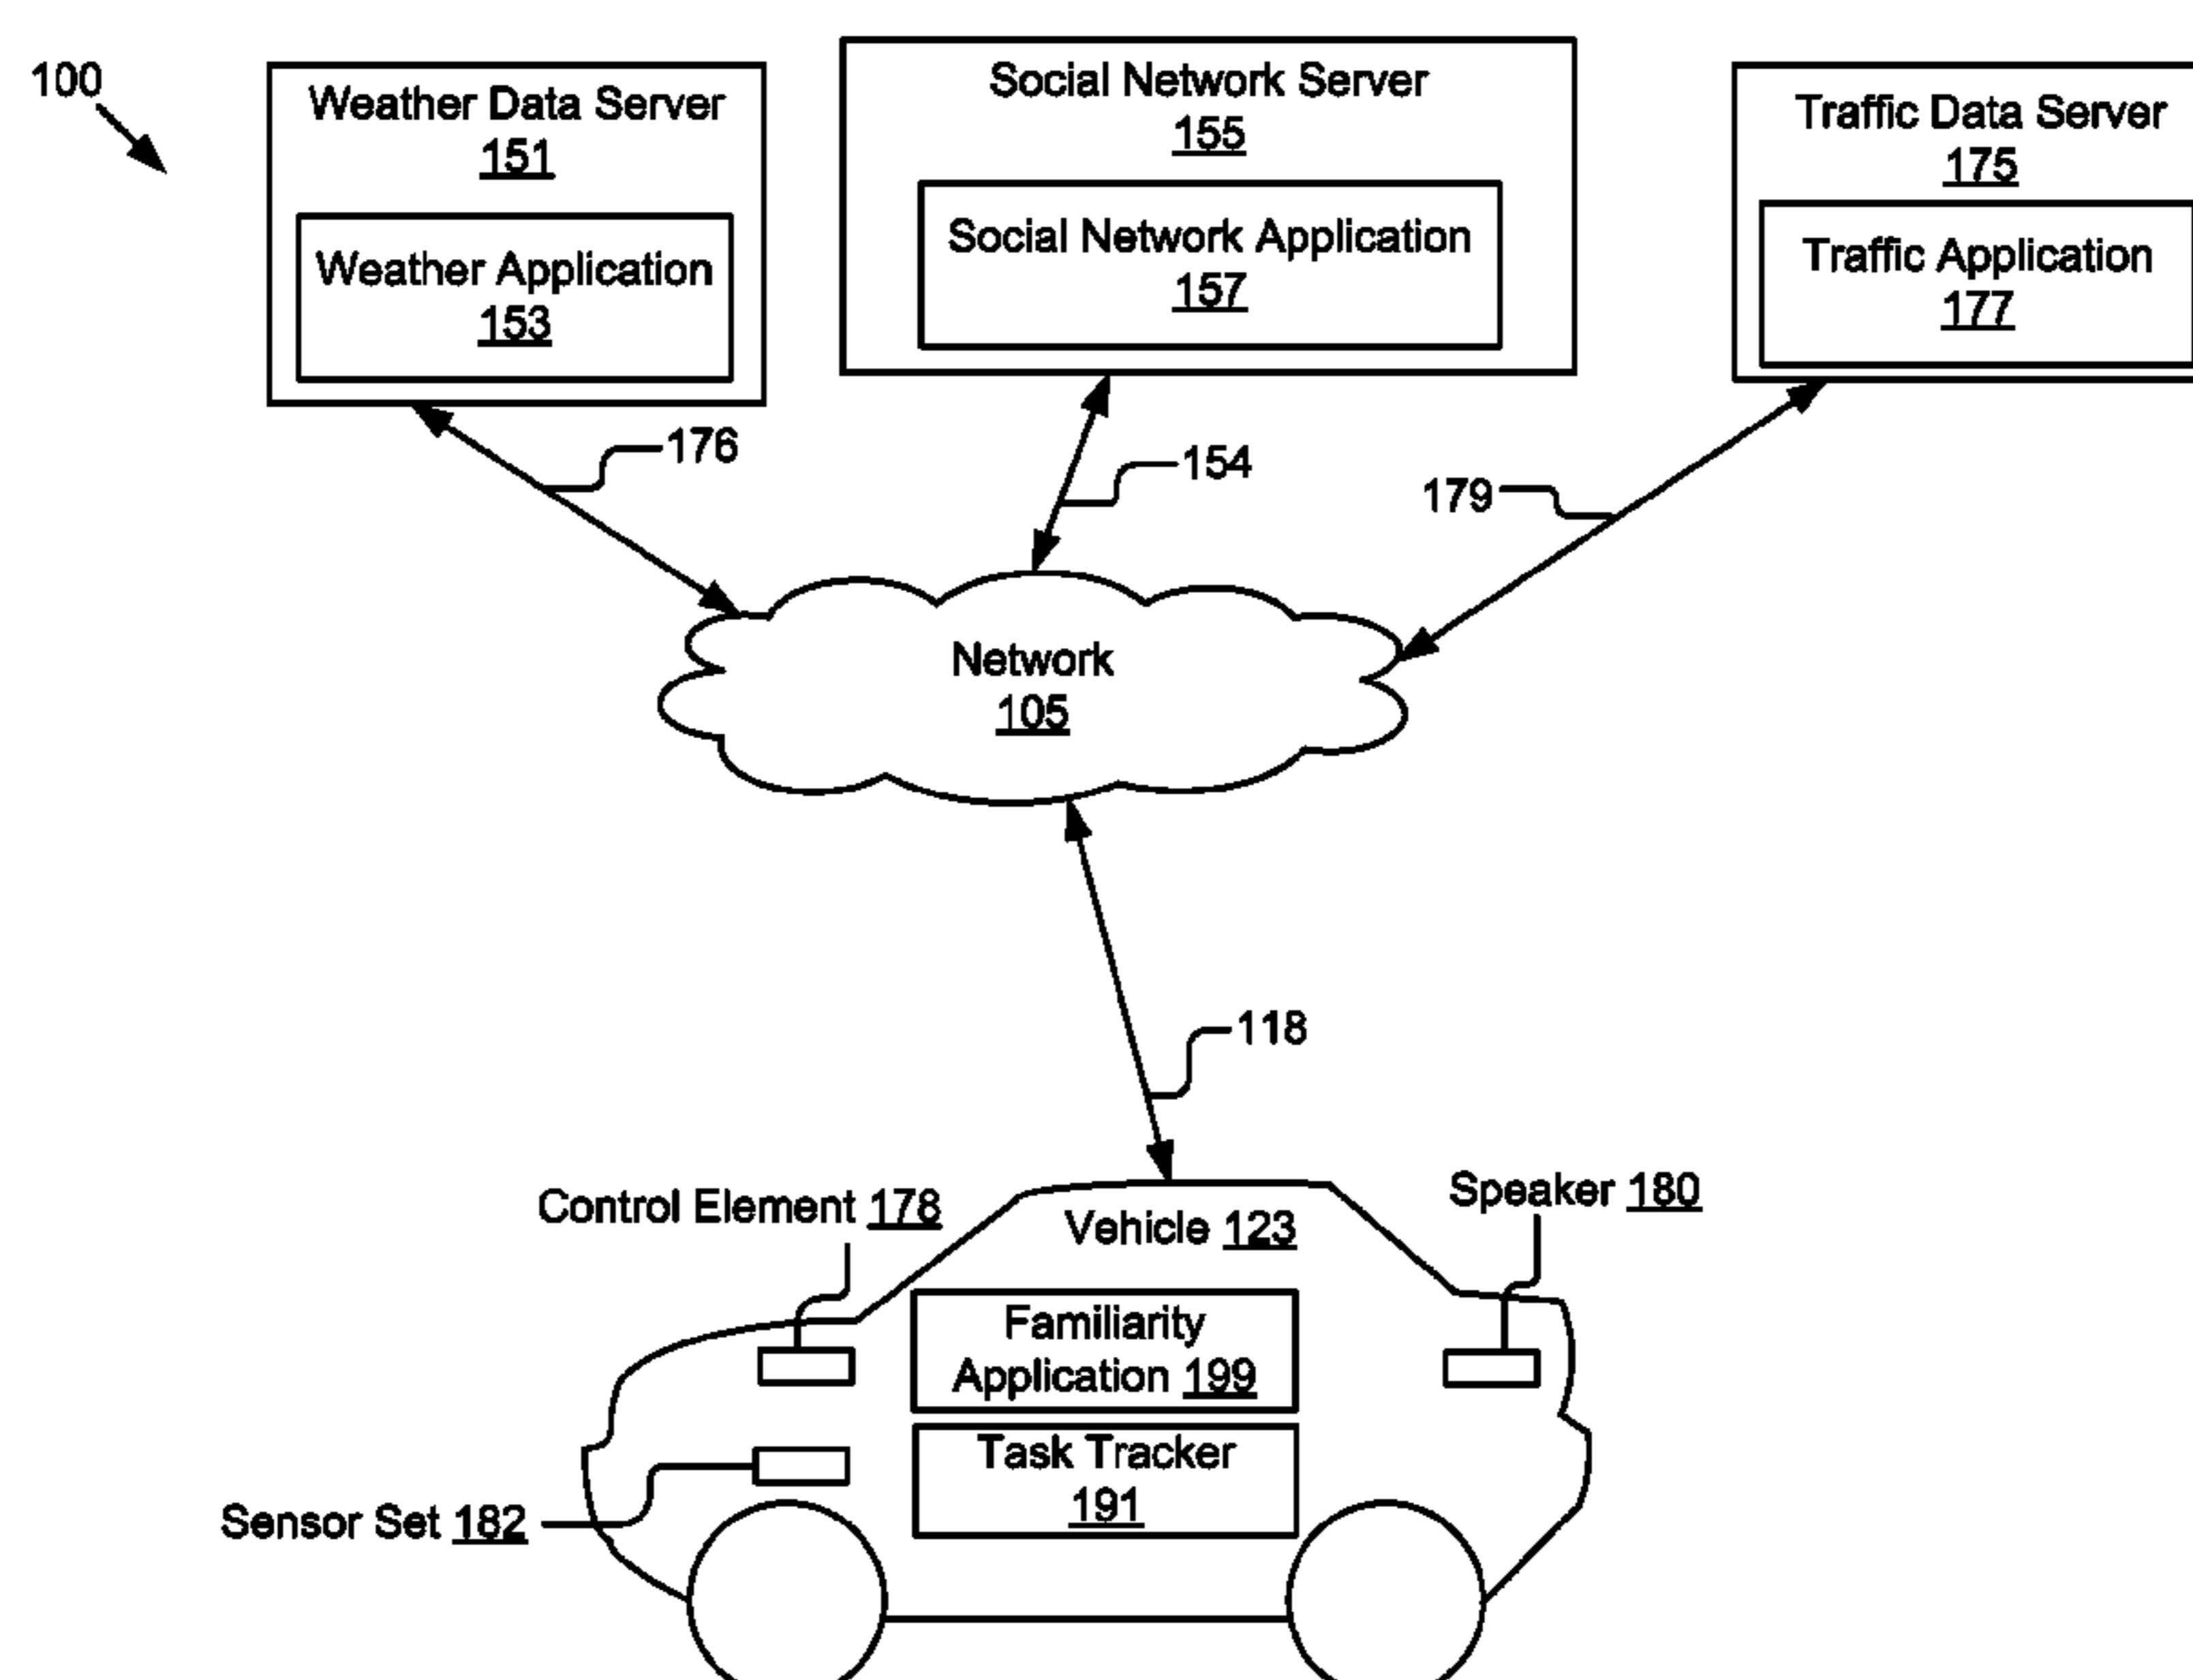 100
Weather Data Server
151
Weather Application
153
Social Network Server
155
Social Network Application
157
Traffic Data Server
175
Traffic Application
177
176
154
179
Network
105
118
Control Element 178
Vehicle 123
Speaker 180
Familiarity
Application 199
Task Tracker
191
Sensor Set 182